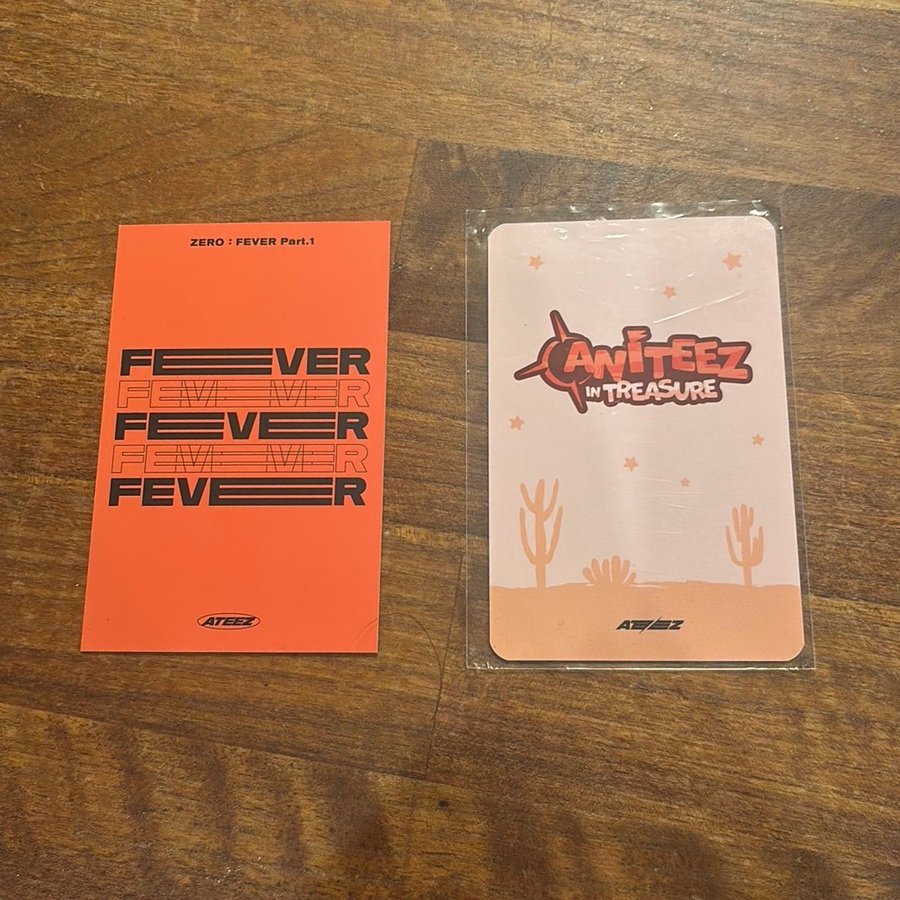 ZERO : FEVER Part.1
FEVER
FEVER
FEVER
FEVER
FEVER
ATEEZ
ANITEEZ
IN TREASURE
ATEEZ